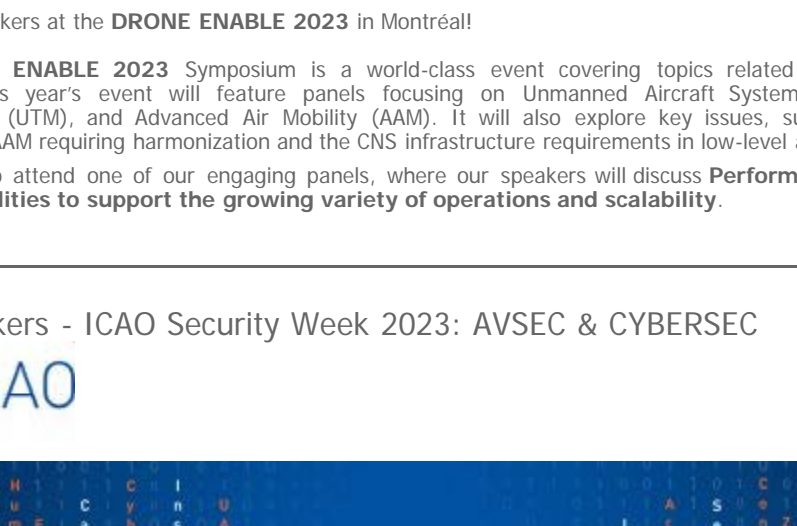 kers at the DRONE ENABLE 2023 in Montréal!
ENABLE 2023 Symposium is a world-class event covering topics related
s year's event will feature panels focusing on Unmanned Aircraft System
(UTM), and Advanced Air Mobility (AAM). It will also explore key issues, su
AAM requiring harmonization and the CNS infrastructure requirements in low-level a
o attend one of our engaging panels, where our speakers will discuss Perform
lities to support the growing variety of operations and scalability.
kers - ICAO Security Week 2023: AVSEC & CYBERSEC
AO